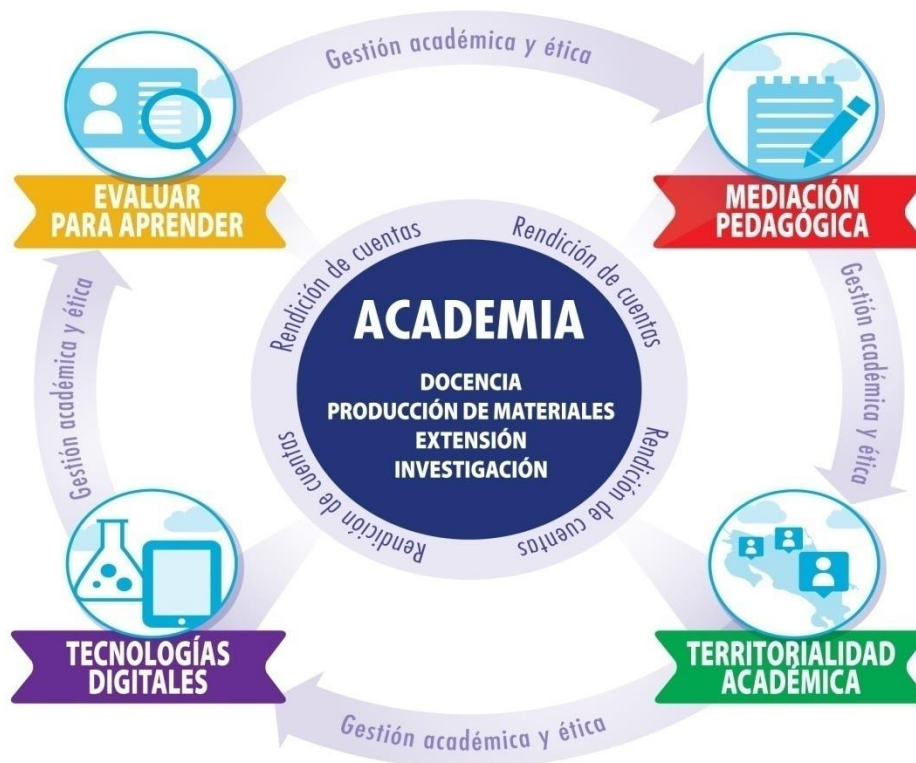 Gestión académica y ética
EVALUAR
PARA APRENDER
MEDIACIÓN
PEDAGÓGICA
Rendición de cuentas
Rendición de cuentas
Gestión académica y ética
Gestión académica y ética
ACADEMIA
DOCENCIA
PRODUCCIÓN DE MATERIALES
EXTENSIÓN
INVESTIGACIÓN
Rendición de cuentas
Rendición de cuentas
TECNOLOGÍAS
DIGITALES
TERRITORIALIDAD
ACADÉMICA
Gestión académica y ética